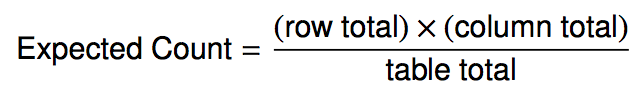 Expected Count = (row total) × (column total)
table total